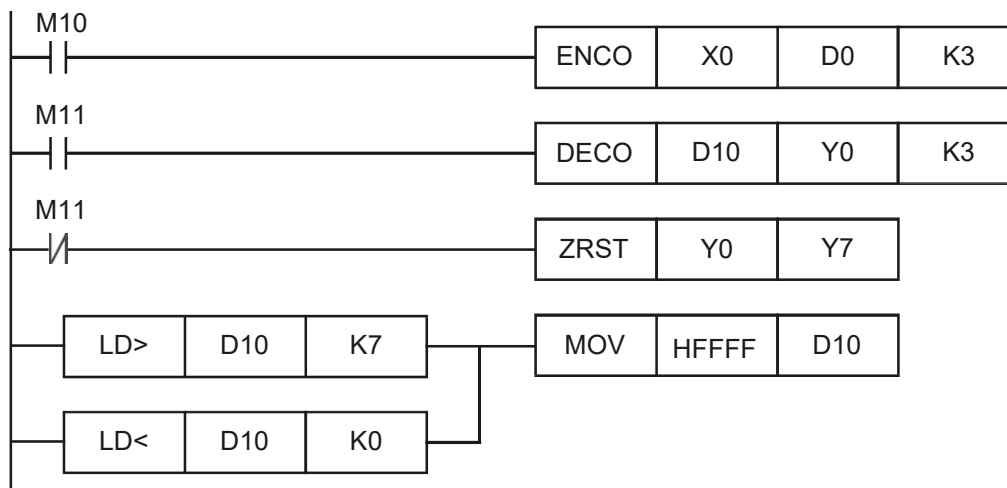 M10
ENCO X0 D0 K3
M11
DECO D10 Y0 K3
M11
ZRST Y0 Y7
LD> D10 K7 MOV HFFFF D10
LD< D10 K0